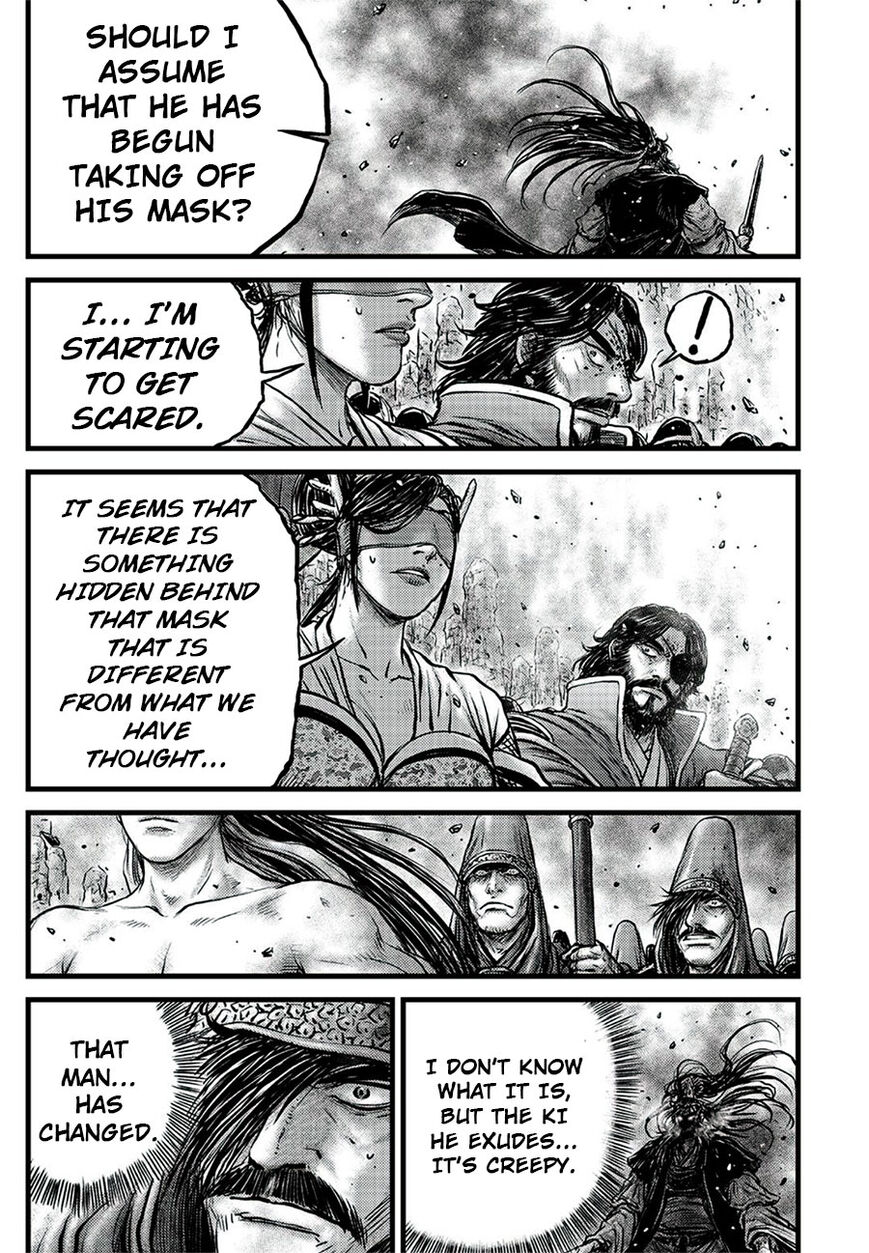 SHOULD I
ASSUME
THAT HE HAS
BEGUN
TAKING OFF
HIS MASK?
I... I'M
STARTING
TO GET
SCARED.
!
IT SEEMS THAT
THERE IS
SOMETHING
HIDDEN BEHIND
THAT MASK
THAT IS
DIFFERENT
FROM WHAT WE
HAVE
THOUGHT...
THAT
MAN...
HAS
CHANGED.
I DON'T KNOW
WHAT IT IS,
BUT THE KI
HE EXUDES...
IT'S CREEPY.